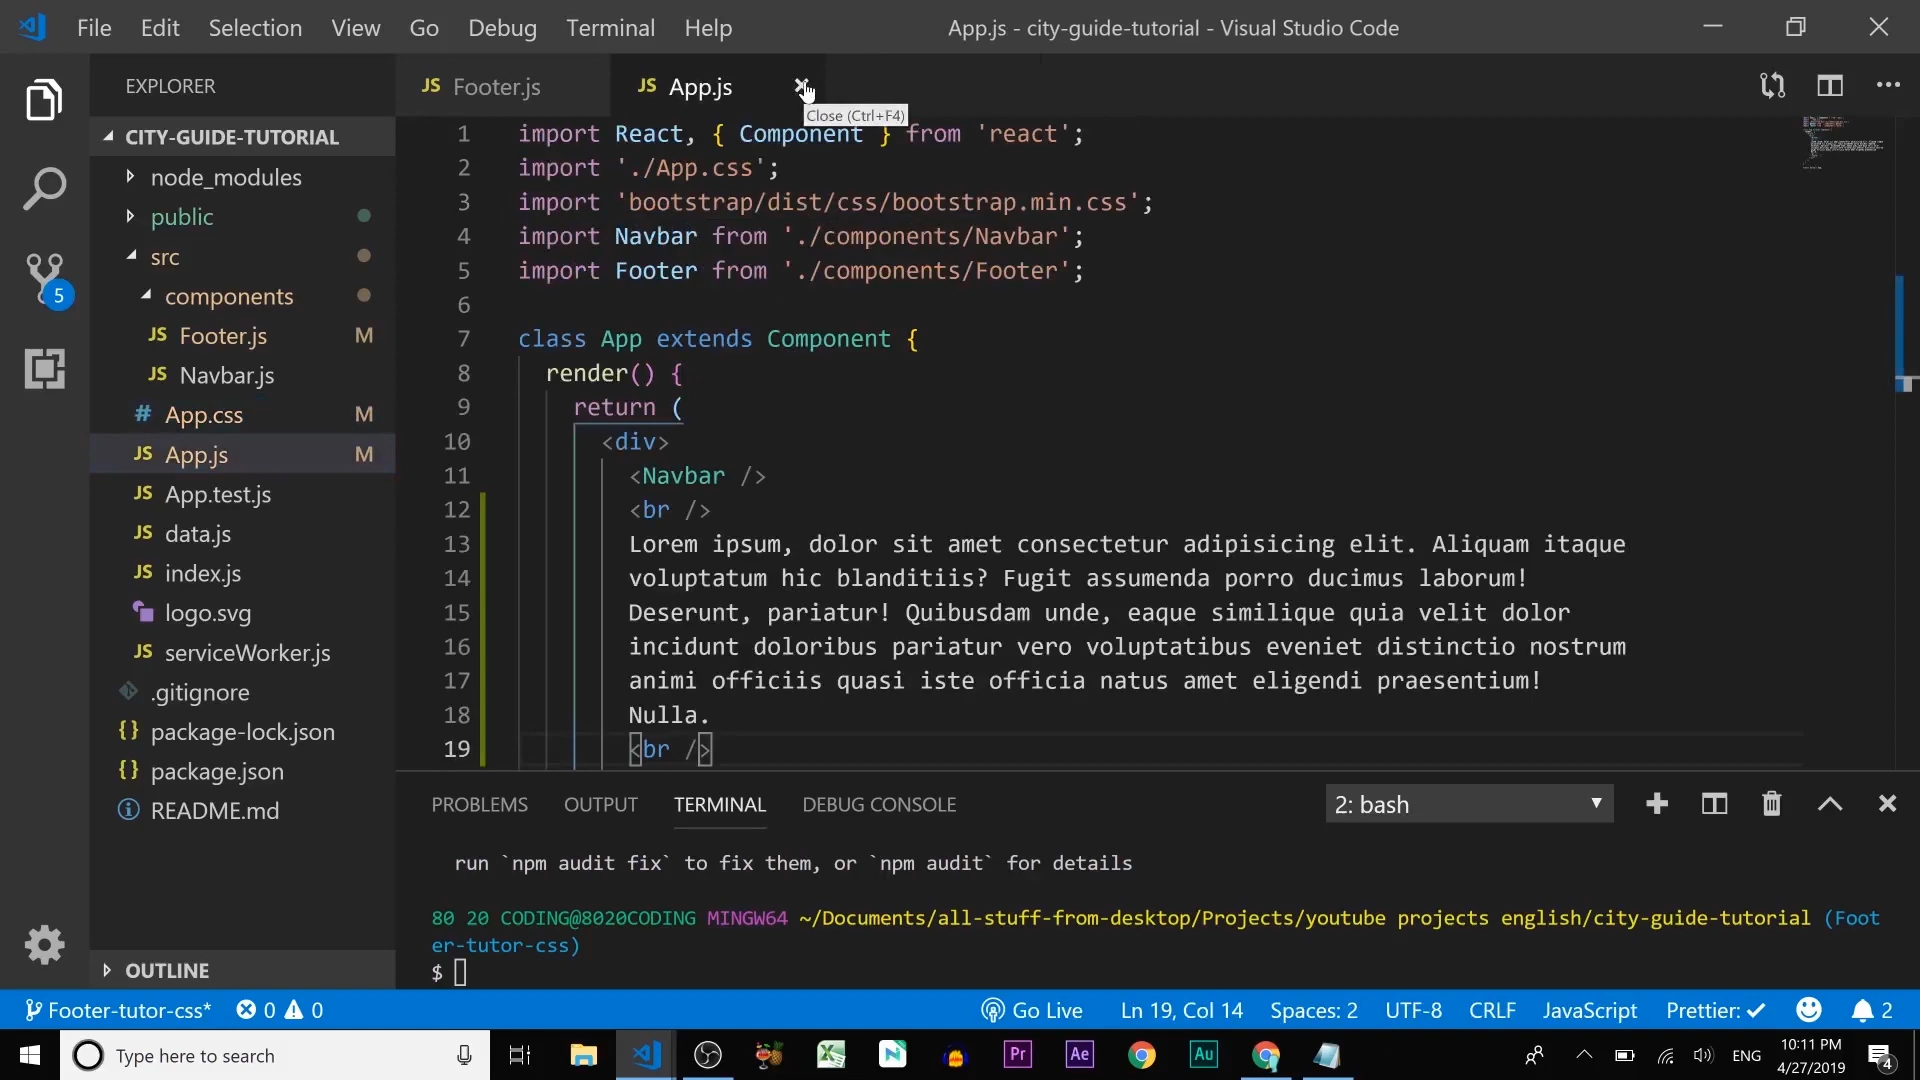 File Edit Selection View Go Debug Terminal Help
App.js - city-guide-tutorial - Visual Studio Code
EXPLORER
JS Footer.js
JS App.js
Close (Ctrl+F4)
CITY-GUIDE-TUTORIAL
node_modules
public
src
components
JS Footer.js M
JS Navbar.js
# App.css M
JS App.js M
JS App.test.js
JS data.js
JS index.js
logo.svg
JS serviceWorker.js
.gitignore
{} package-lock.json
{} package.json
README.md
OUTLINE
5
1 import React, { Component } from 'react';
2 import './App.css';
3 import 'bootstrap/dist/css/bootstrap.min.css';
4 import Navbar from './components/Navbar';
5 import Footer from './components/Footer';
6
7 class App extends Component {
8 render() {
9 return (
10 <div>
11 <Navbar />
12 <br />
13 Lorem ipsum, dolor sit amet consectetur adipisicing elit. Aliquam itaque
14 voluptatum hic blanditiis? Fugit assumenda porro ducimus laborum!
15 Deserunt, pariatur! Quibusdam unde, eaque similique quia velit dolor
16 incidunt doloribus pariatur vero voluptatibus eveniet distinctio nostrum
17 animi officiis quasi iste officia natus amet eligendi praesentium!
18 Nulla.
19 <br />
PROBLEMS OUTPUT TERMINAL DEBUG CONSOLE
2: bash
run `npm audit fix` to fix them, or `npm audit` for details
80 20 CODING@8020CODING MINGW64 ~/Documents/all-stuff-from-desktop/Projects/youtube projects english/city-guide-tutorial (Foot
er-tutor-css)
$
Footer-tutor-css* 0 0
Go Live Ln 19, Col 14 Spaces: 2 UTF-8 CRLF JavaScript Prettier: ✓ 2
Type here to search
Pr Ae Au
ENG
10:11 PM
4/27/2019
4